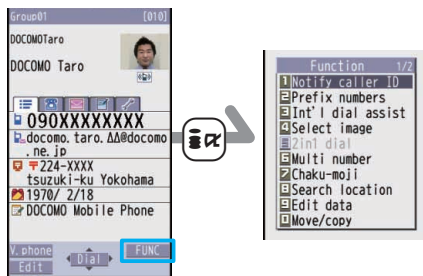 Group01 [010]
DOCOMOTaro
DOCOMO Taro
090XXXXXXXX
docomo.taro.ΔΔ@docomo
.ne.jp
〒224-XXXX
tsuzuki-ku Yokohama
1970/ 2/18
DOCOMO Mobile Phone
V.phone Dial FUNC
Edit
iα
Function 1/2
1 Notify caller ID
2 Prefix numbers
3 Int'l dial assist
4 Select image
5 2in1 dial
6 Multi number
7 Chaku-moji
8 Search location
9 Edit data
0 Move/copy